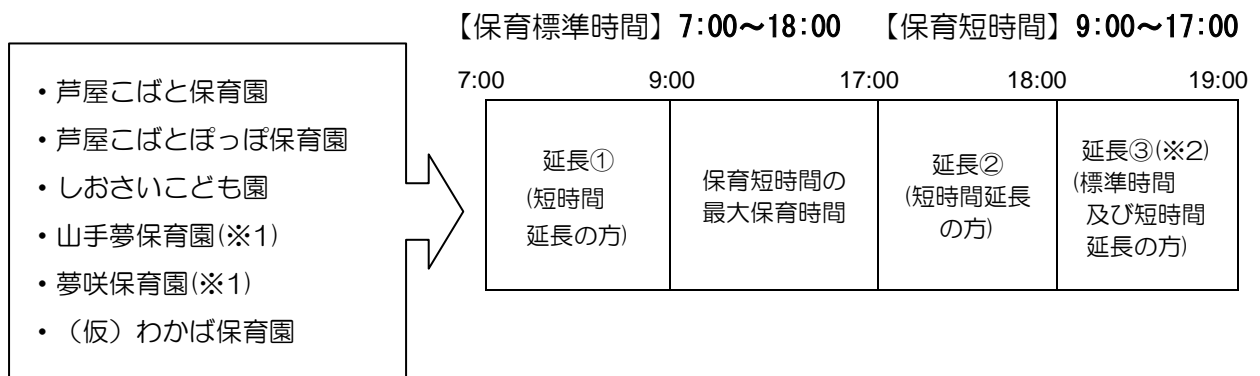 【保育標準時間】7:00～18:00　【保育短時間】9:00～17:00
・芦屋こばと保育園
・芦屋こばとぽっぽ保育園
・しおさいこども園
・山手夢保育園(※1)
・夢咲保育園(※1)
・（仮）わかば保育園
7:00
9:00
17:00
18:00
19:00
延長①
(短時間
延長の方)
保育短時間の
最大保育時間
延長②
(短時間延長
の方)
延長③(※2)
(標準時間
及び短時間
延長の方)